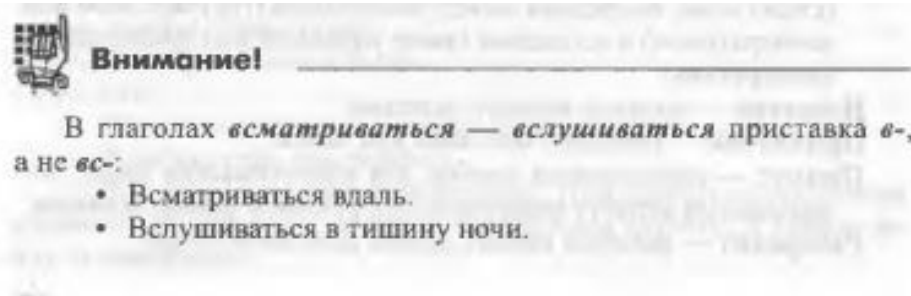 Внимание!
В глаголах всматриваться — вслушиваться приставка в-,
а не вс-:
• Всматриваться вдаль.
• Вслушиваться в тишину ночи.